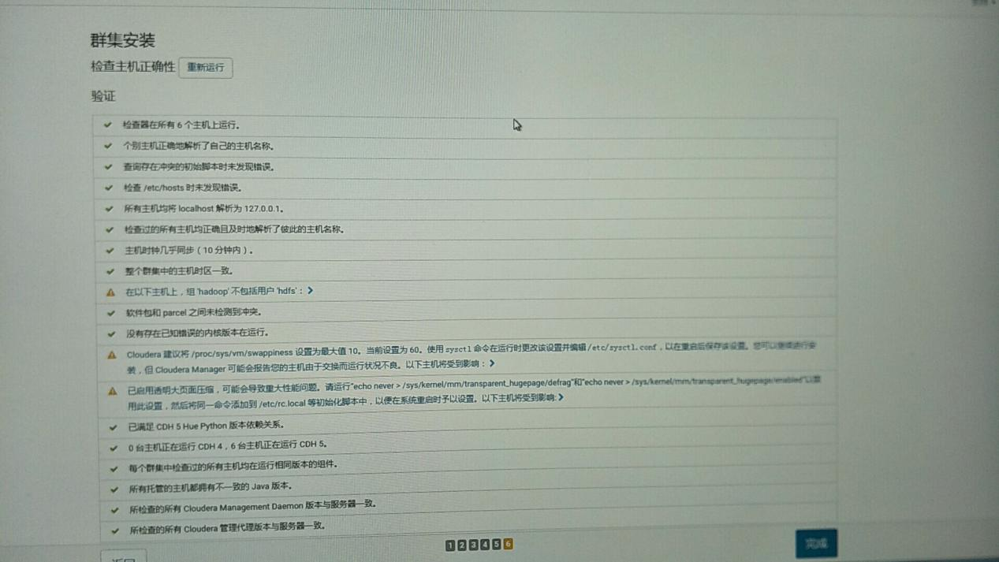 群集安装
检查主机正确性 重新运行
验证
检查器在所有 6 个主机上运行。
个别主机正确地解析了自己的主机名称。
查询存在冲突的初始脚本时未发现错误。
检查 /etc/hosts 时未发现错误。
所有主机均将 localhost 解析为 127.0.0.1。
检查过的所有主机均正确且及时地解析了彼此的主机名称。
主机时钟几乎同步（10 分钟内）。
整个群集中的主机时区一致。
在以下主机上，组 'hadoop' 不包括用户 'hdfs'：
软件包和 parcel 之间未检测到冲突。
没有存在已知错误的内核版本在运行。
Cloudera 建议将 /proc/sys/vm/swappiness 设置为最大值 10。当前设置为 60。使用 sysctl 命令在运行时更改该设置并编辑 /etc/sysctl.conf，以在重启后保存该设置。您可以继续进行安
装，但 Cloudera Manager 可能会报告您的主机由于交换而运行状况不良。以下主机将受到影响：
已启用透明大页面压缩，可能会导致重大性能问题。请运行"echo never > /sys/kernel/mm/transparent_hugepage/defrag"和"echo never > /sys/kernel/mm/transparent_hugepage/enabled"以禁
用此设置，然后将同一命令添加到 /etc/rc.local 等初始化脚本中，以便在系统重启时予以设置。以下主机将受到影响:
已满足 CDH 5 Hue Python 版本依赖关系。
0 台主机正在运行 CDH 4，6 台主机正在运行 CDH 5。
每个群集中检查过的所有主机均在运行相同版本的组件。
所有托管的主机都拥有不一致的 Java 版本。
所检查的所有 Cloudera Management Daemon 版本与服务器一致。
所检查的所有 Cloudera 管理代理版本与服务器一致。
1 2 3 4 5 6
完成
返回